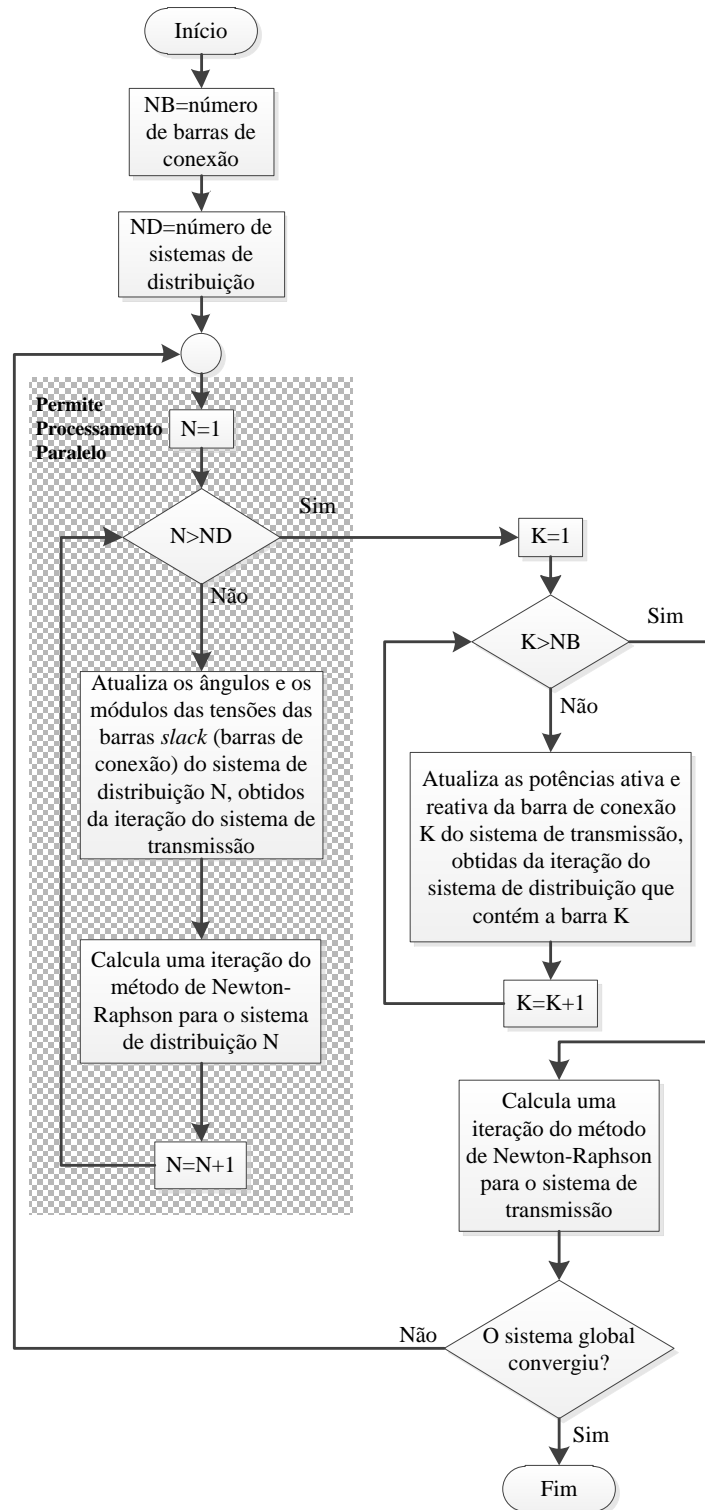 Início
NB=número
de barras de
conexão
ND=número de
sistemas de
distribuição
Permite
Processamento
Paralelo
N=1
N>ND
Sim
Não
Atualiza os ângulos e os
módulos das tensões das
barras slack (barras de
conexão) do sistema de
distribuição N, obtidos
da iteração do sistema de
transmissão
Calcula uma iteração do
método de Newton-
Raphson para o sistema
de distribuição N
N=N+1
K=1
K>NB
Sim
Não
Atualiza as potências ativa e
reativa da barra de conexão
K do sistema de transmissão,
obtidas da iteração do
sistema de distribuição que
contém a barra K
K=K+1
Calcula uma
iteração do método
de Newton-Raphson
para o sistema de
transmissão
O sistema global
convergiu?
Não
Sim
Fim